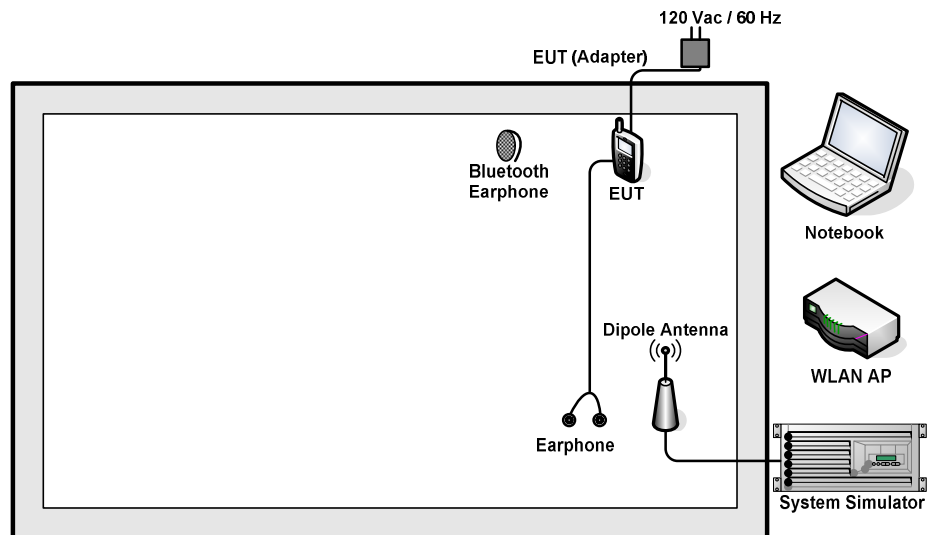 120 Vac / 60 Hz
EUT (Adapter)
Bluetooth
Earphone
EUT
Notebook
Dipole Antenna
WLAN AP
Earphone
System Simulator